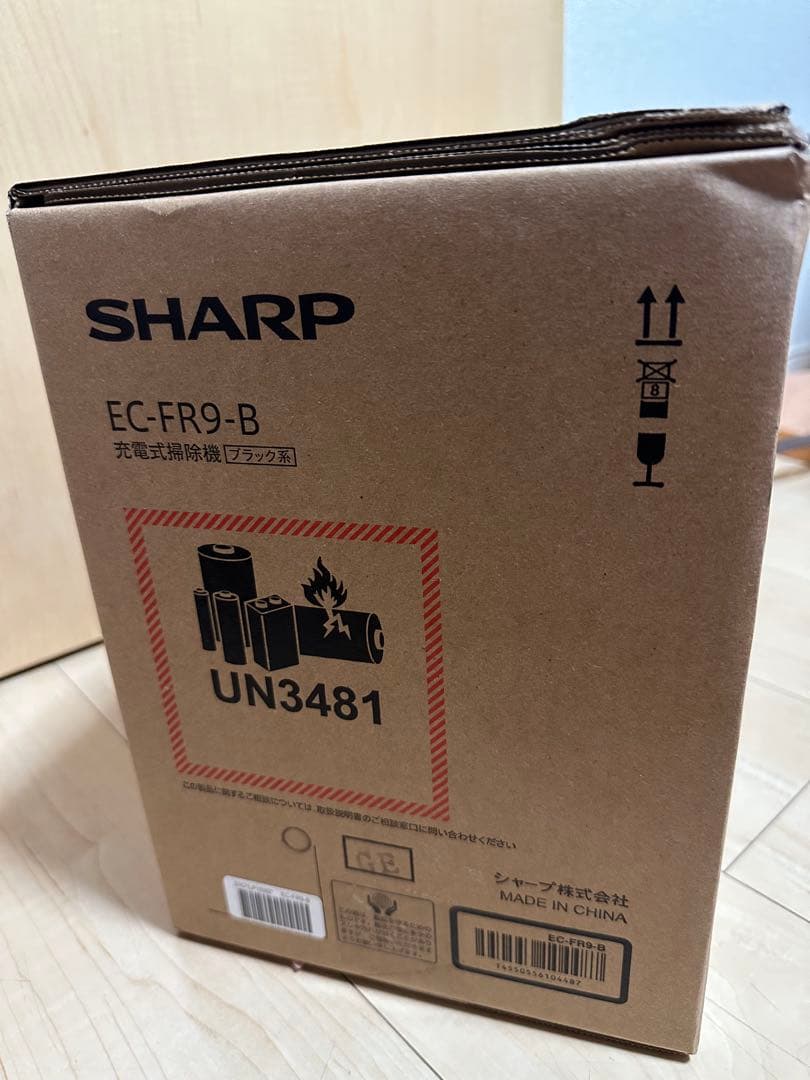 SHARP
EC-FR9-B
充電式掃除機 ブラック系
8
UN3481
この製品に関するご相談については、取扱説明書のご相談窓口に問い合わせください
GE
シャープ株式会社
MADE IN CHINA
EC-FR9-B